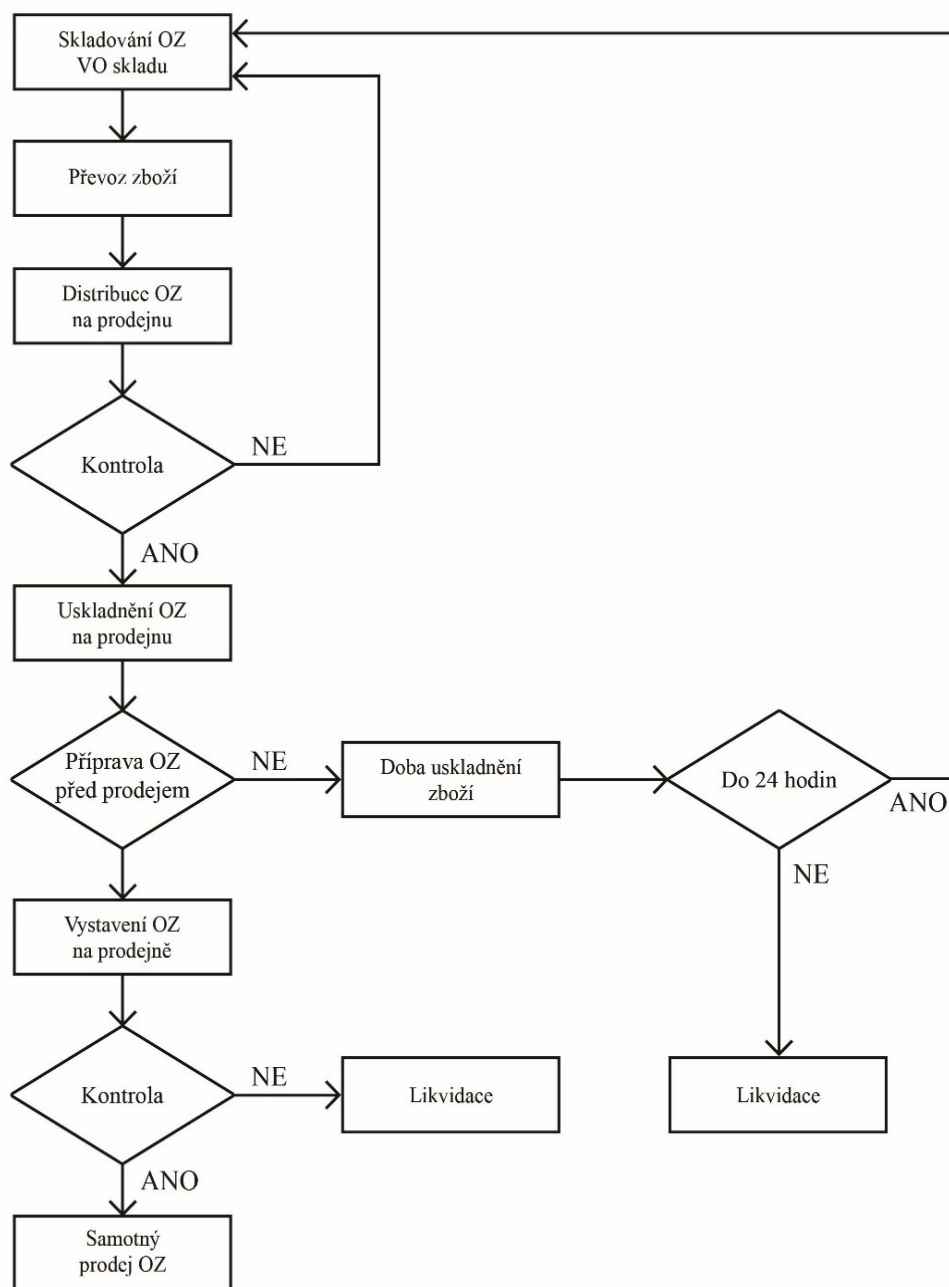 Skladování OZ
VO skladu
Převoz zboží
Distribuce OZ
na prodejnu
Kontrola
NE
ANO
Uskladnění OZ
na prodejnu
Příprava OZ
před prodejem
NE
Doba uskladnění
zboží
Do 24 hodin
ANO
NE
Vystavení OZ
na prodejně
Kontrola
NE
Likvidace
Likvidace
ANO
Samotný
prodej OZ